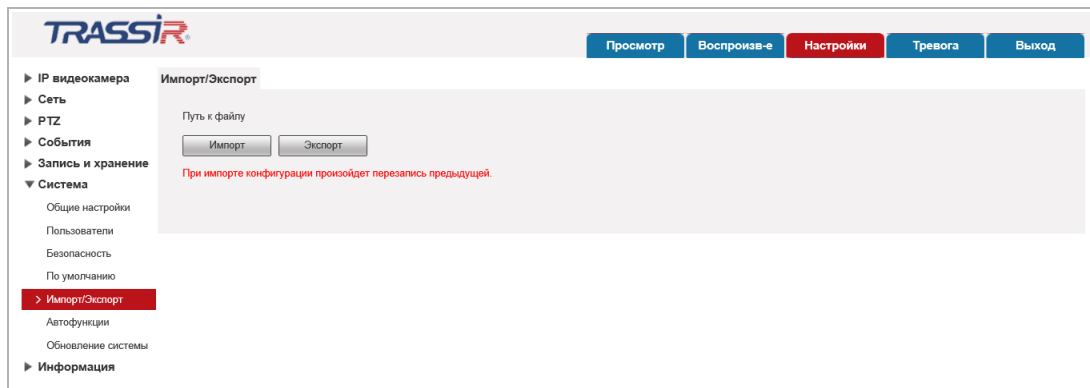 TRASSIR
Просмотр
Воспроизв-е
Настройки
Тревога
Выход
IP видеокамера
Сеть
PTZ
События
Запись и хранение
Система
Общие настройки
Пользователи
Безопасность
По умолчанию
Импорт/Экспорт
Автофункции
Обновление системы
Информация
Импорт/Экспорт
Путь к файлу
Импорт
Экспорт
При импорте конфигурации произойдет перезапись предыдущей.